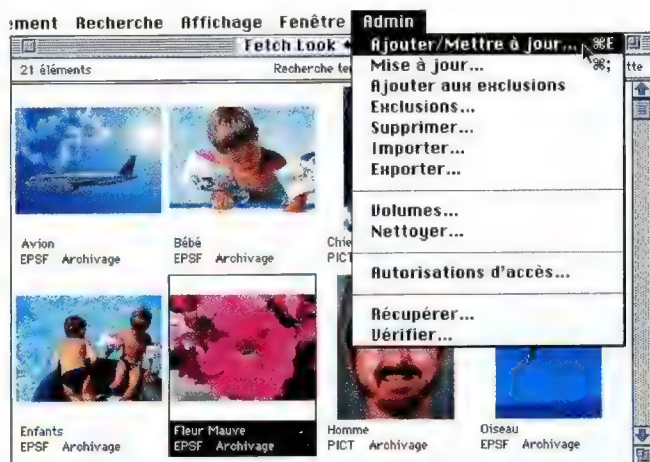 ment Recherche Affichage Fenêtre Admin
Fetch Look
21 éléments
Recherche te
tte
Ajouter/Mettre à jour... ⌘E
Mise à jour... ⌘;
Ajouter aux exclusions
Exclusions...
Supprimer...
Importer...
Exporter...
Volumes...
Nettoyer...
Autorisations d'accès...
Récupérer...
Vérifier...
Avion
EPSF Archivage
Bébé
EPSF Archivage
Chie
PICT
Enfants
EPSF Archivage
Fleur Mauve
EPSF Archivage
Homme
PICT Archivage
Oiseau
EPSF Archivage